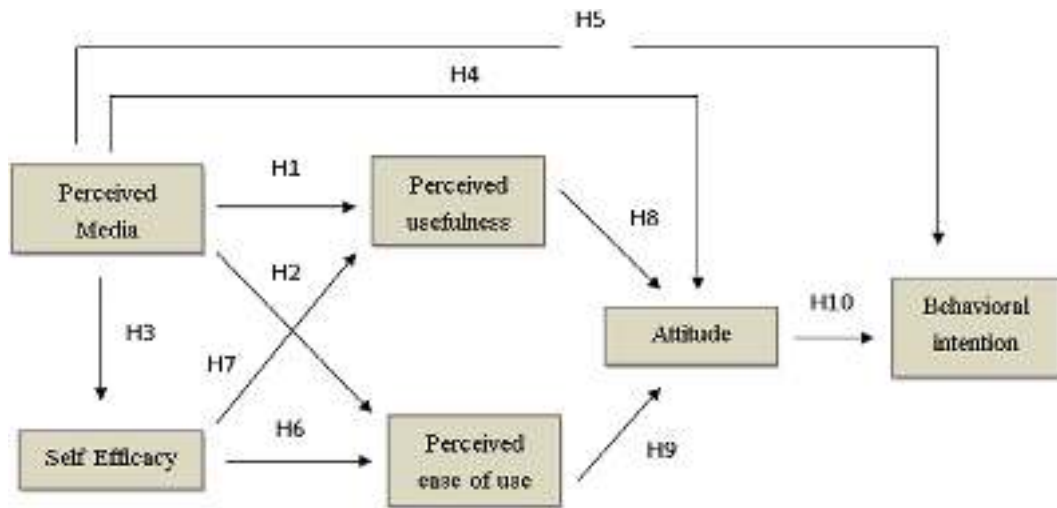 H5
H4
Perceived
Media
H1
Perceived
usefulness
H8
H2
H3
H7
Attitude
H10
Behavioral
intention
Self Efficacy
H6
Perceived
ease of use
H9